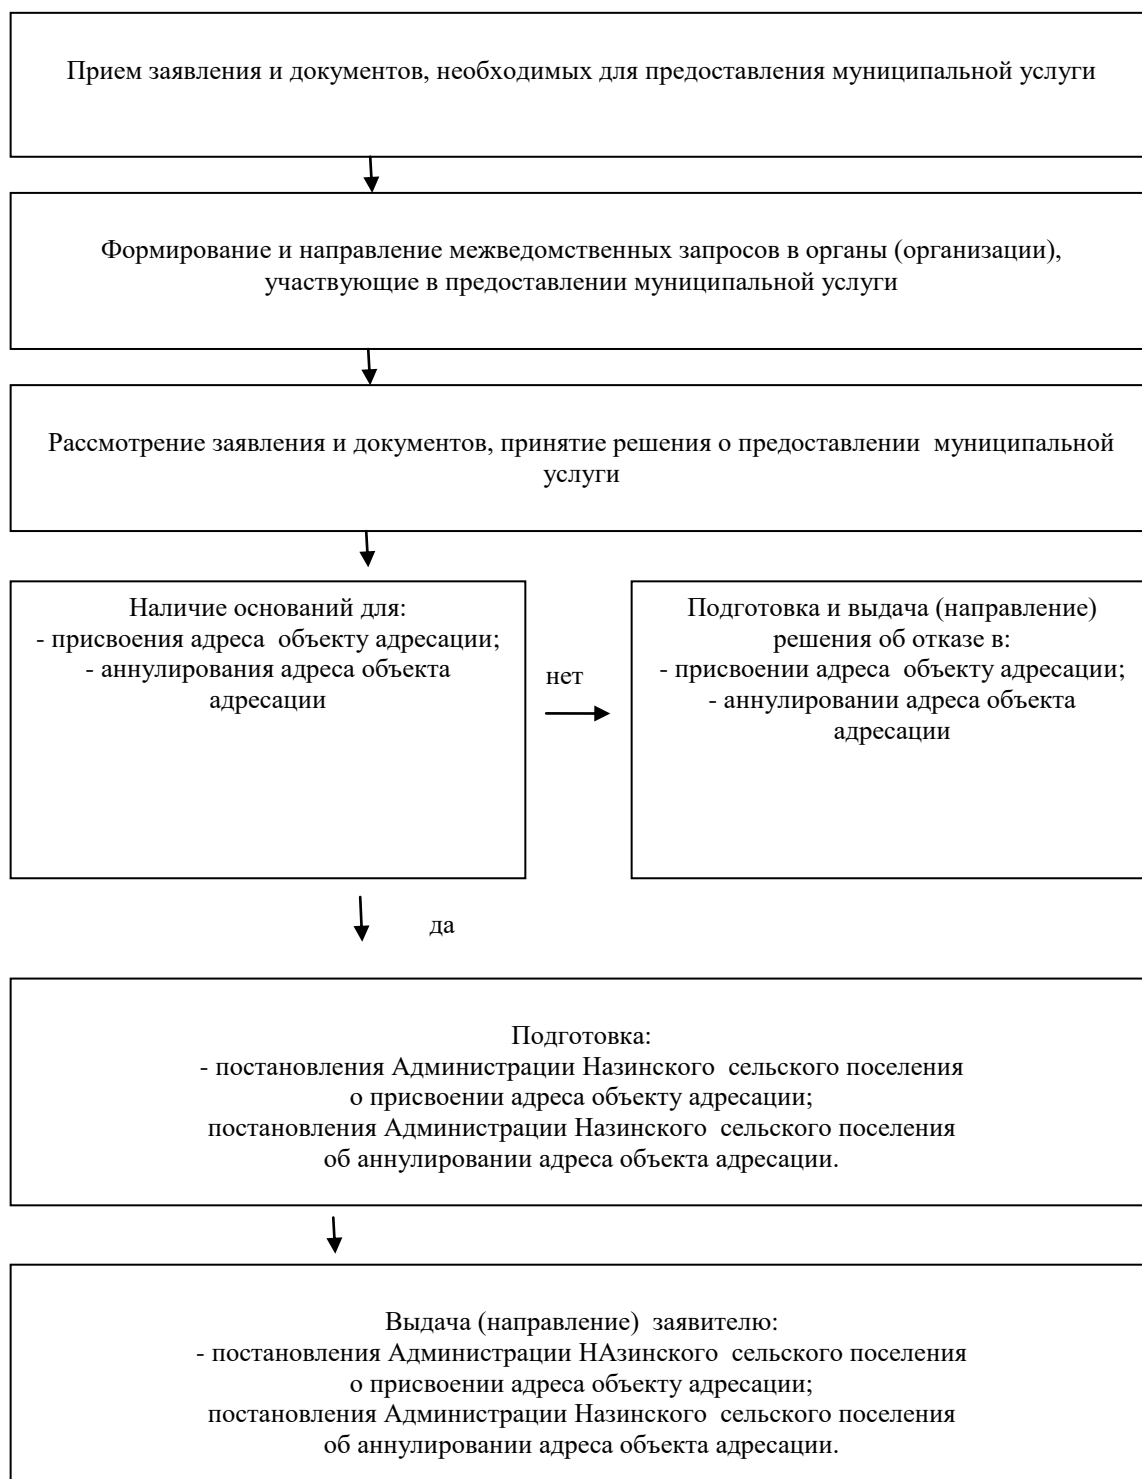 Прием заявления и документов, необходимых для предоставления муниципальной услуги
Формирование и направление межведомственных запросов в органы (организации),
участвующие в предоставлении муниципальной услуги
Рассмотрение заявления и документов, принятие решения о предоставлении  муниципальной
услуги
Наличие оснований для:
- присвоения адреса  объекту адресации;
- аннулирования адреса объекта
адресации
нет
Подготовка и выдача (направление)
решения об отказе в:
- присвоении адреса  объекту адресации;
- аннулировании адреса объекта
адресации
да
Подготовка:
- постановления Администрации Назинского  сельского поселения
о присвоении адреса объекту адресации;
постановления Администрации Назинского  сельского поселения
об аннулировании адреса объекта адресации.
Выдача (направление)  заявителю:
- постановления Администрации НАзинского  сельского поселения
о присвоении адреса объекту адресации;
постановления Администрации Назинского  сельского поселения
об аннулировании адреса объекта адресации.